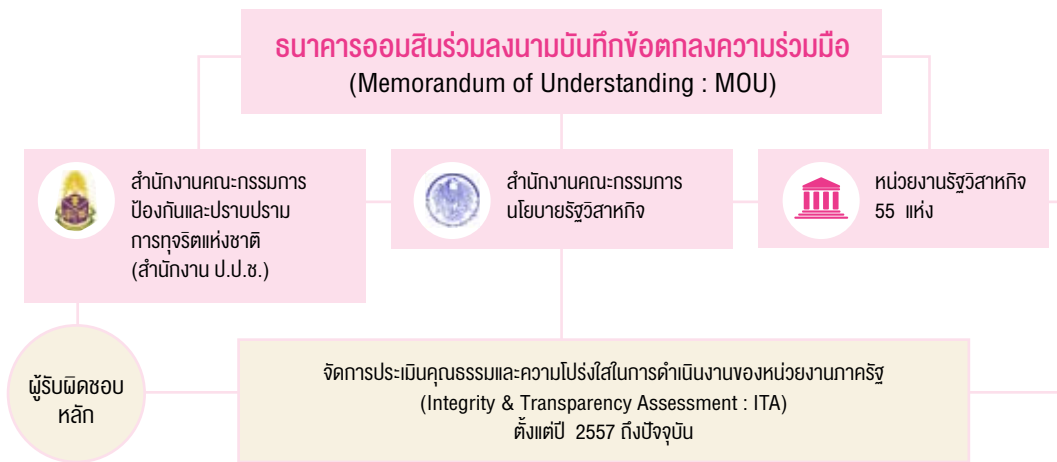 ธนาคารออมสินร่วมลงนามบันทึกข้อตกลงความร่วมมือ
(Memorandum of Understanding : MOU)
สำนักงานคณะกรรมการ
ป้องกันและปราบปราม
การทุจริตแห่งชาติ
(สำนักงาน ป.ป.ช.)
สำนักงานคณะกรรมการ
นโยบายรัฐวิสาหกิจ
หน่วยงานรัฐวิสาหกิจ
55 แห่ง
ผู้รับผิดชอบ
หลัก
จัดการประเมินคุณธรรมและความโปร่งใสในการดำเนินงานของหน่วยงานภาครัฐ
(Integrity & Transparency Assessment : ITA)
ตั้งแต่ปี 2557 ถึงปัจจุบัน